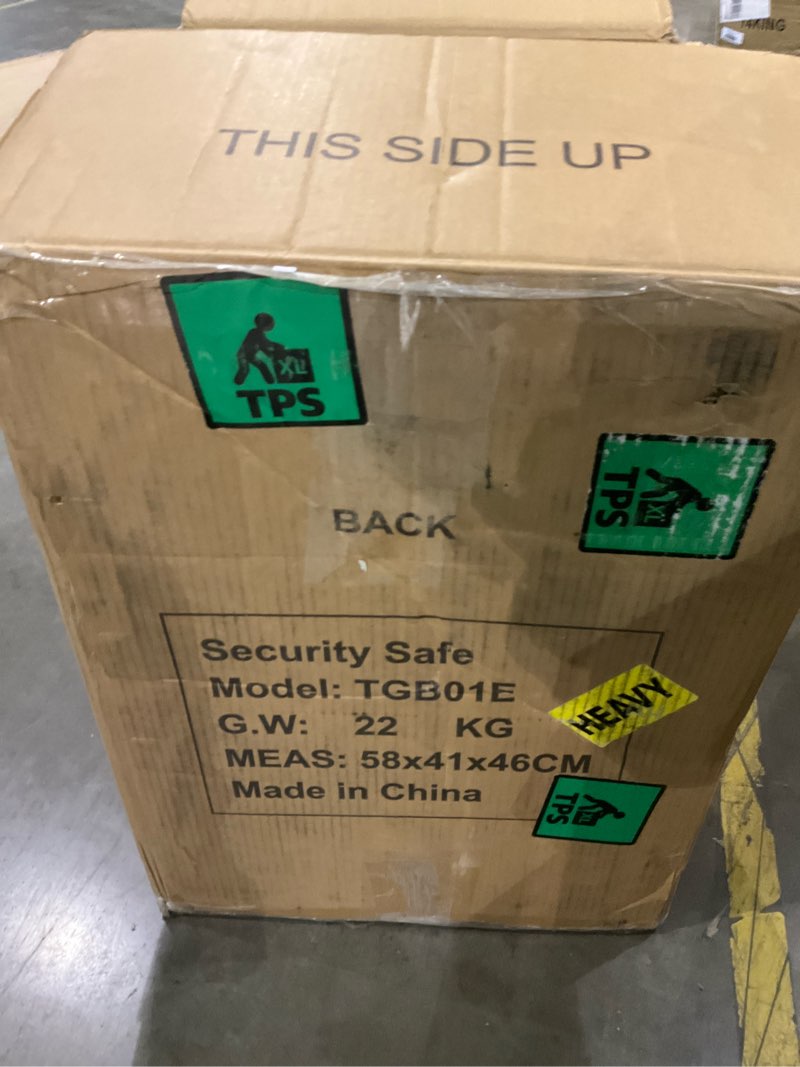 THIS SIDE UP
XL
TPS
XL
TPS
BACK
Security Safe
Model: TGB01E
G.W: 22 KG
HEAVY
MEAS: 58x41x46CM
Made in China
XL
TPS